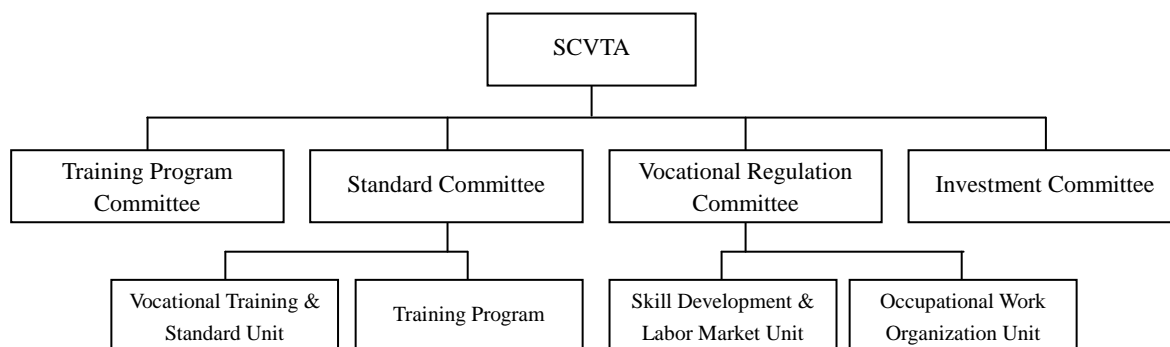 SCVTA
Training Program
Committee
Standard Committee
Vocational Regulation
Committee
Investment Committee
Vocational Training &
Standard Unit
Training Program
Skill Development &
Labor Market Unit
Occupational Work
Organization Unit